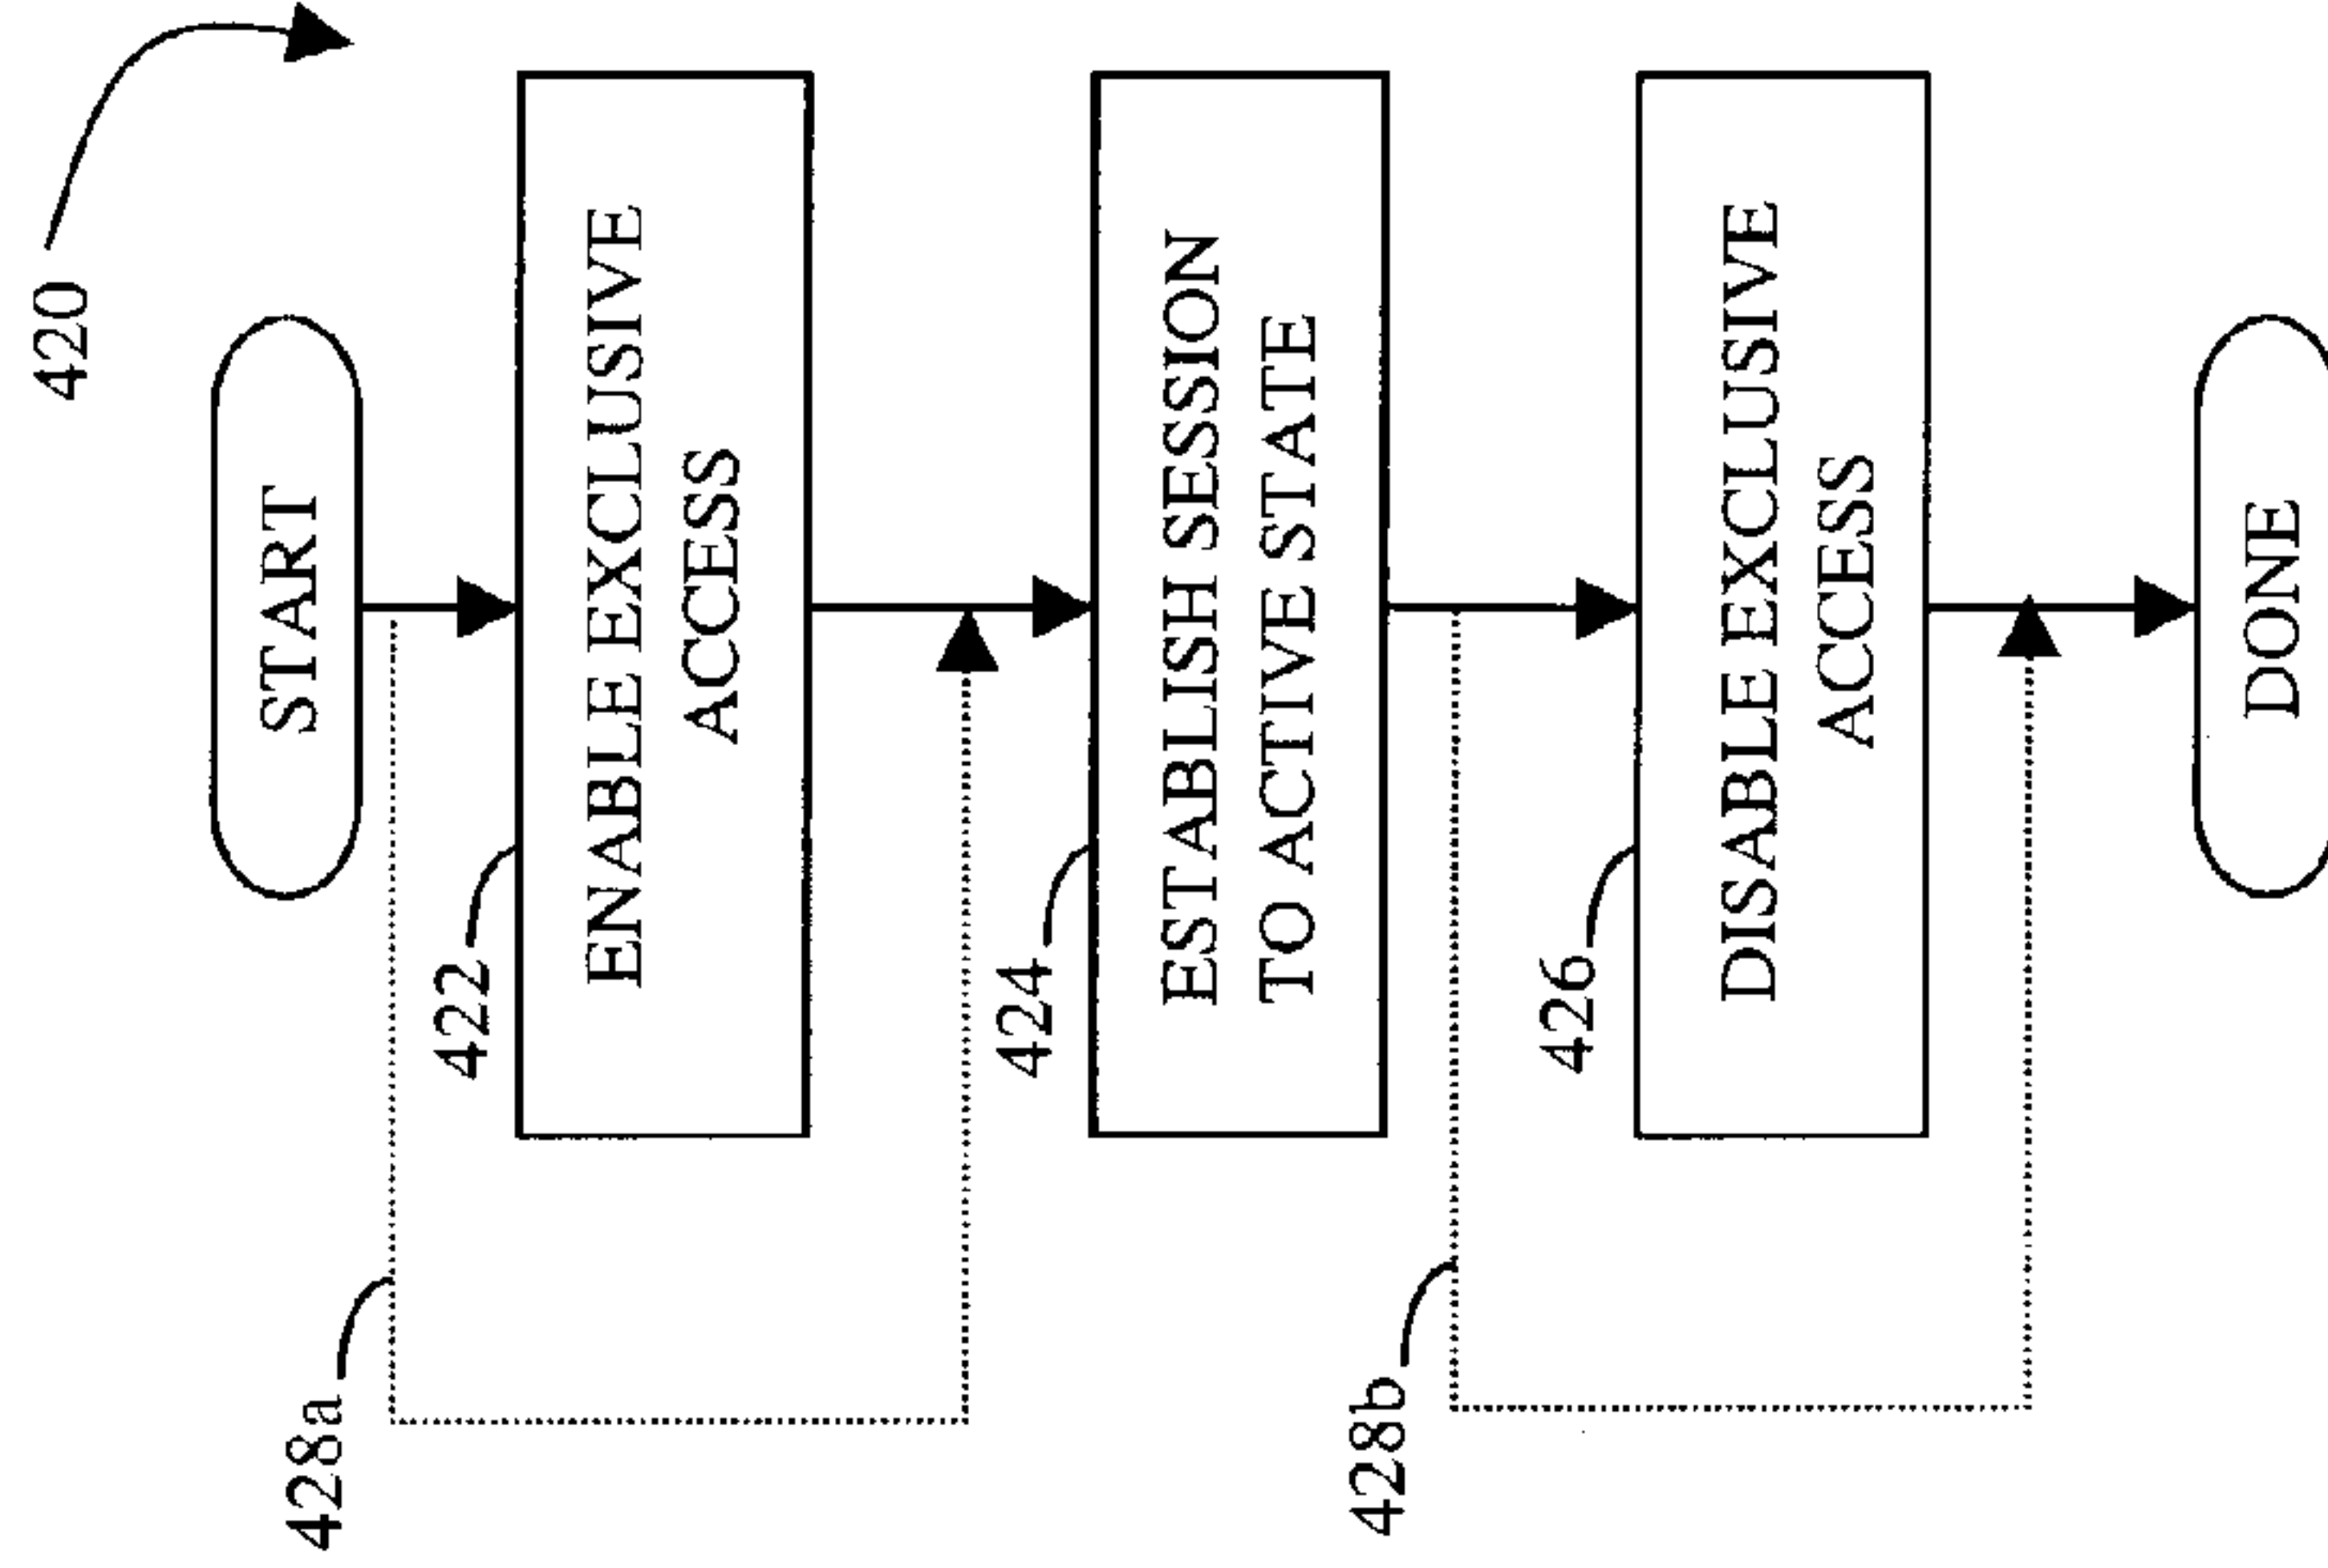 420
START
428a
422
ENABLE EXCLUSIVE
ACCESS
424
ESTABLISH SESSION
TO ACTIVE STATE
428b
426
DISABLE EXCLUSIVE
ACCESS
DONE